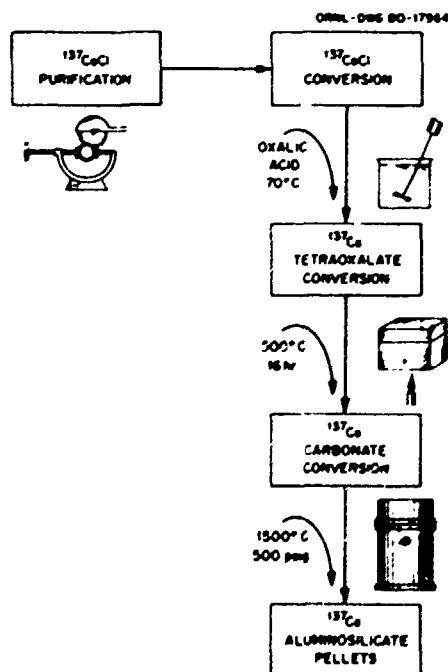 ORNL-DWG 80-17964
¹³⁷CsCl
PURIFICATION
¹³⁷CsCl
CONVERSION
OXALIC
ACID
70°C
¹³⁷Cs
TETRAOXALATE
CONVERSION
16 hr
¹³⁷Cs
CARBONATE
CONVERSION
1500°C
500 psig
¹³⁷Cs
ALUMINOSILICATE
PELLETS